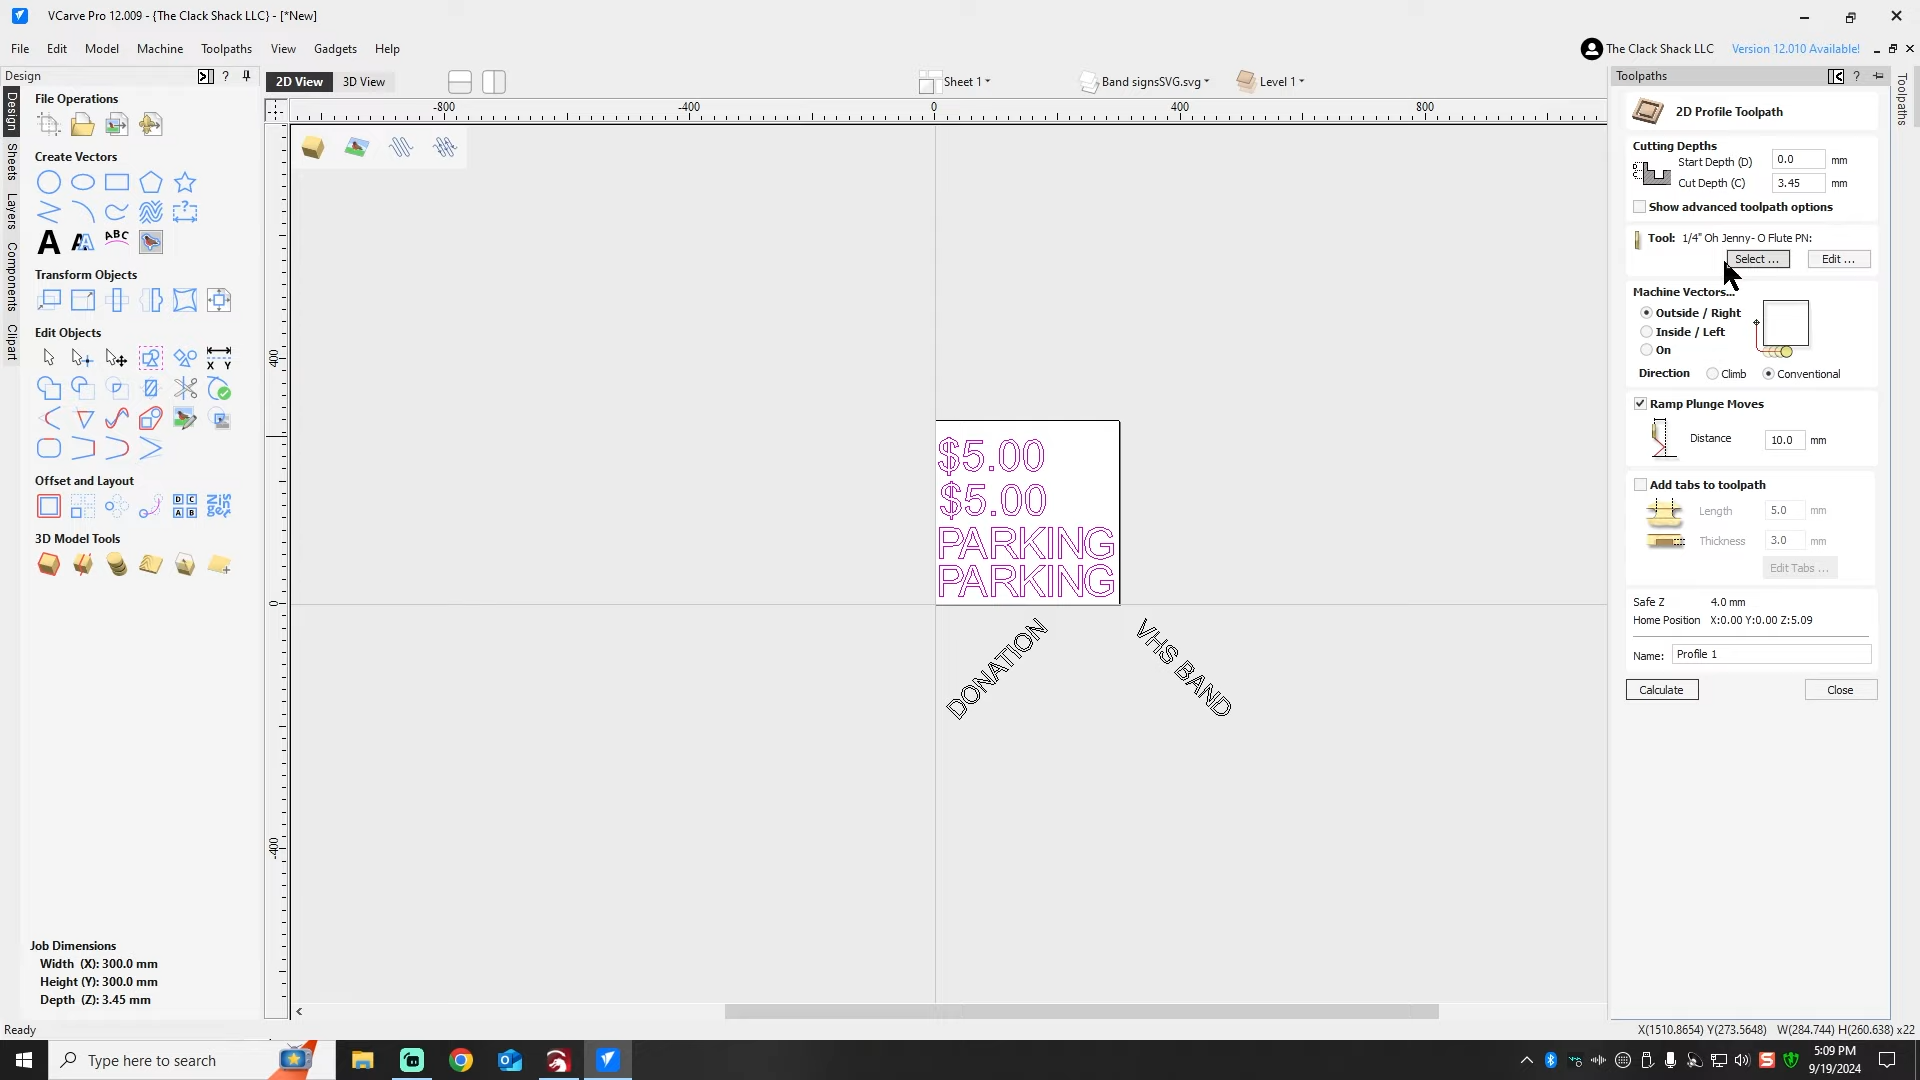 VCarve Pro 12.009 - {The Clack Shack LLC} - [*New]
File Edit Model Machine Toolpaths View Gadgets Help
The Clack Shack LLC Version 12.010 Available!
Design ?
2D View 3D View
Sheet 1
Band signsSVG.svg
Level 1
Design
Sheets
Layers
Components
Clipart
File Operations
Create Vectors
A A ABC
Transform Objects
Edit Objects
X Y
Offset and Layout
3D Model Tools
Job Dimensions
Width (X): 300.0 mm
Height (Y): 300.0 mm
Depth (Z): 3.45 mm
-800 -400 0 400 800
400
0
-400
$5.00
$5.00
PARKING
PARKING
DONATION
VHS BAND
Toolpaths ?
Toolpaths
2D Profile Toolpath
Cutting Depths
Start Depth (D) 0.0 mm
Cut Depth (C) 3.45 mm
Show advanced toolpath options
Tool: 1/4" Oh Jenny- O Flute PN:
Select ... Edit ...
Machine Vectors...
Outside / Right
Inside / Left
On
Direction Climb Conventional
Ramp Plunge Moves
Distance 10.0 mm
Add tabs to toolpath
Length 5.0 mm
Thickness 3.0 mm
Edit Tabs ...
Safe Z 4.0 mm
Home Position X:0.00 Y:0.00 Z:5.09
Name: Profile 1
Calculate Close
Ready
X(1510.8654) Y(273.5648) W(284.744) H(260.638) x22
Type here to search
5:09 PM
9/19/2024